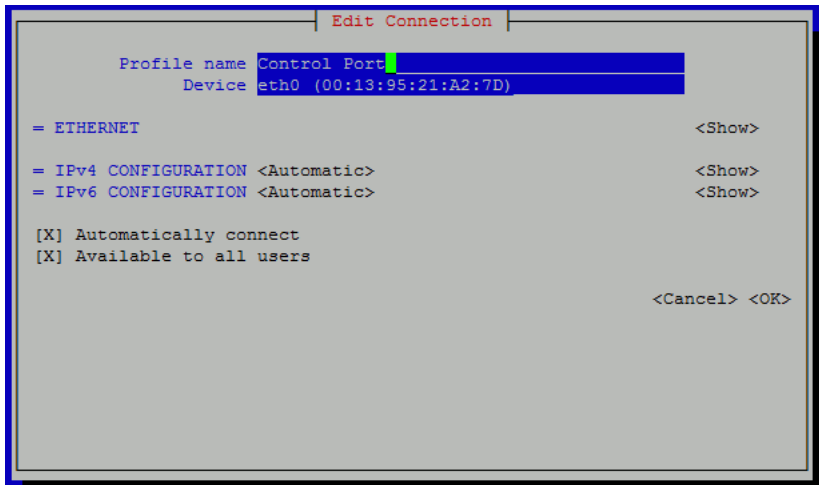 Edit Connection
Profile name Control Port
Device eth0 (00:13:95:21:A2:7D)
= ETHERNET <Show>
= IPv4 CONFIGURATION <Automatic> <Show>
= IPv6 CONFIGURATION <Automatic> <Show>
[X] Automatically connect
[X] Available to all users
<Cancel> <OK>